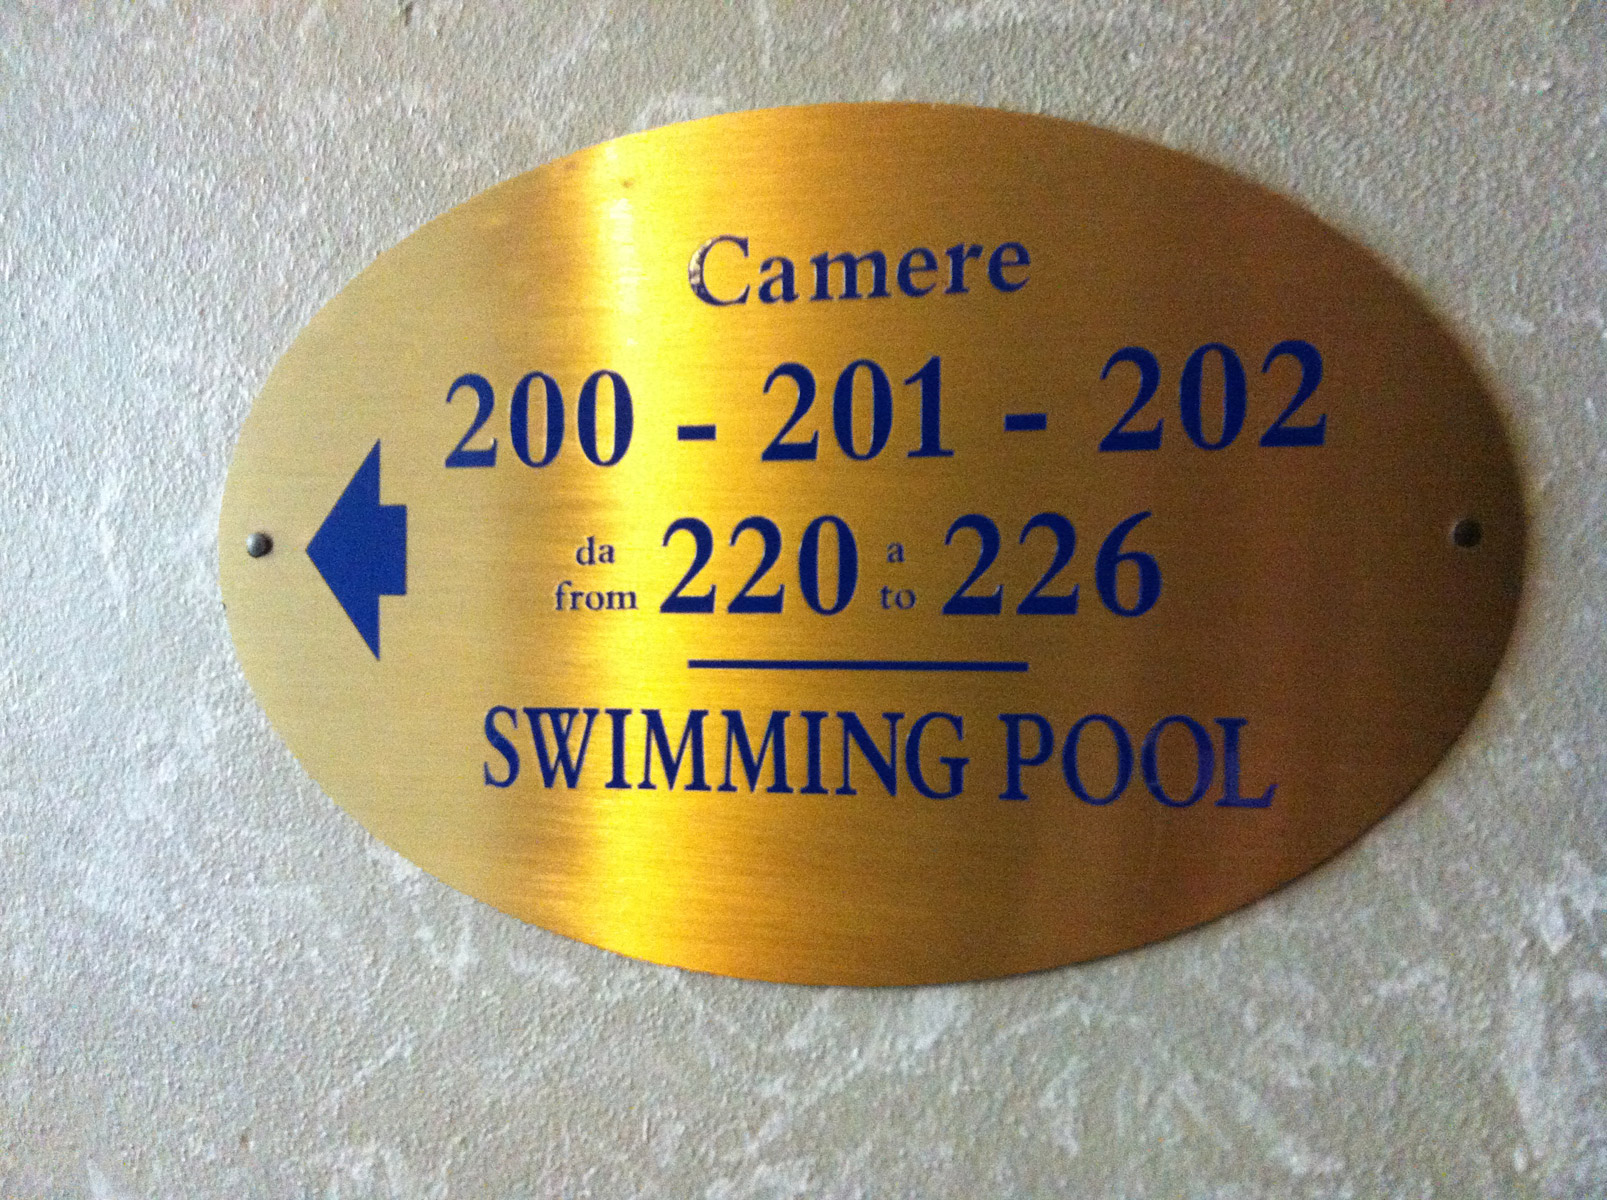 Camere
200 - 201 - 202
da 220 a 226
from to
SWIMMING POOL